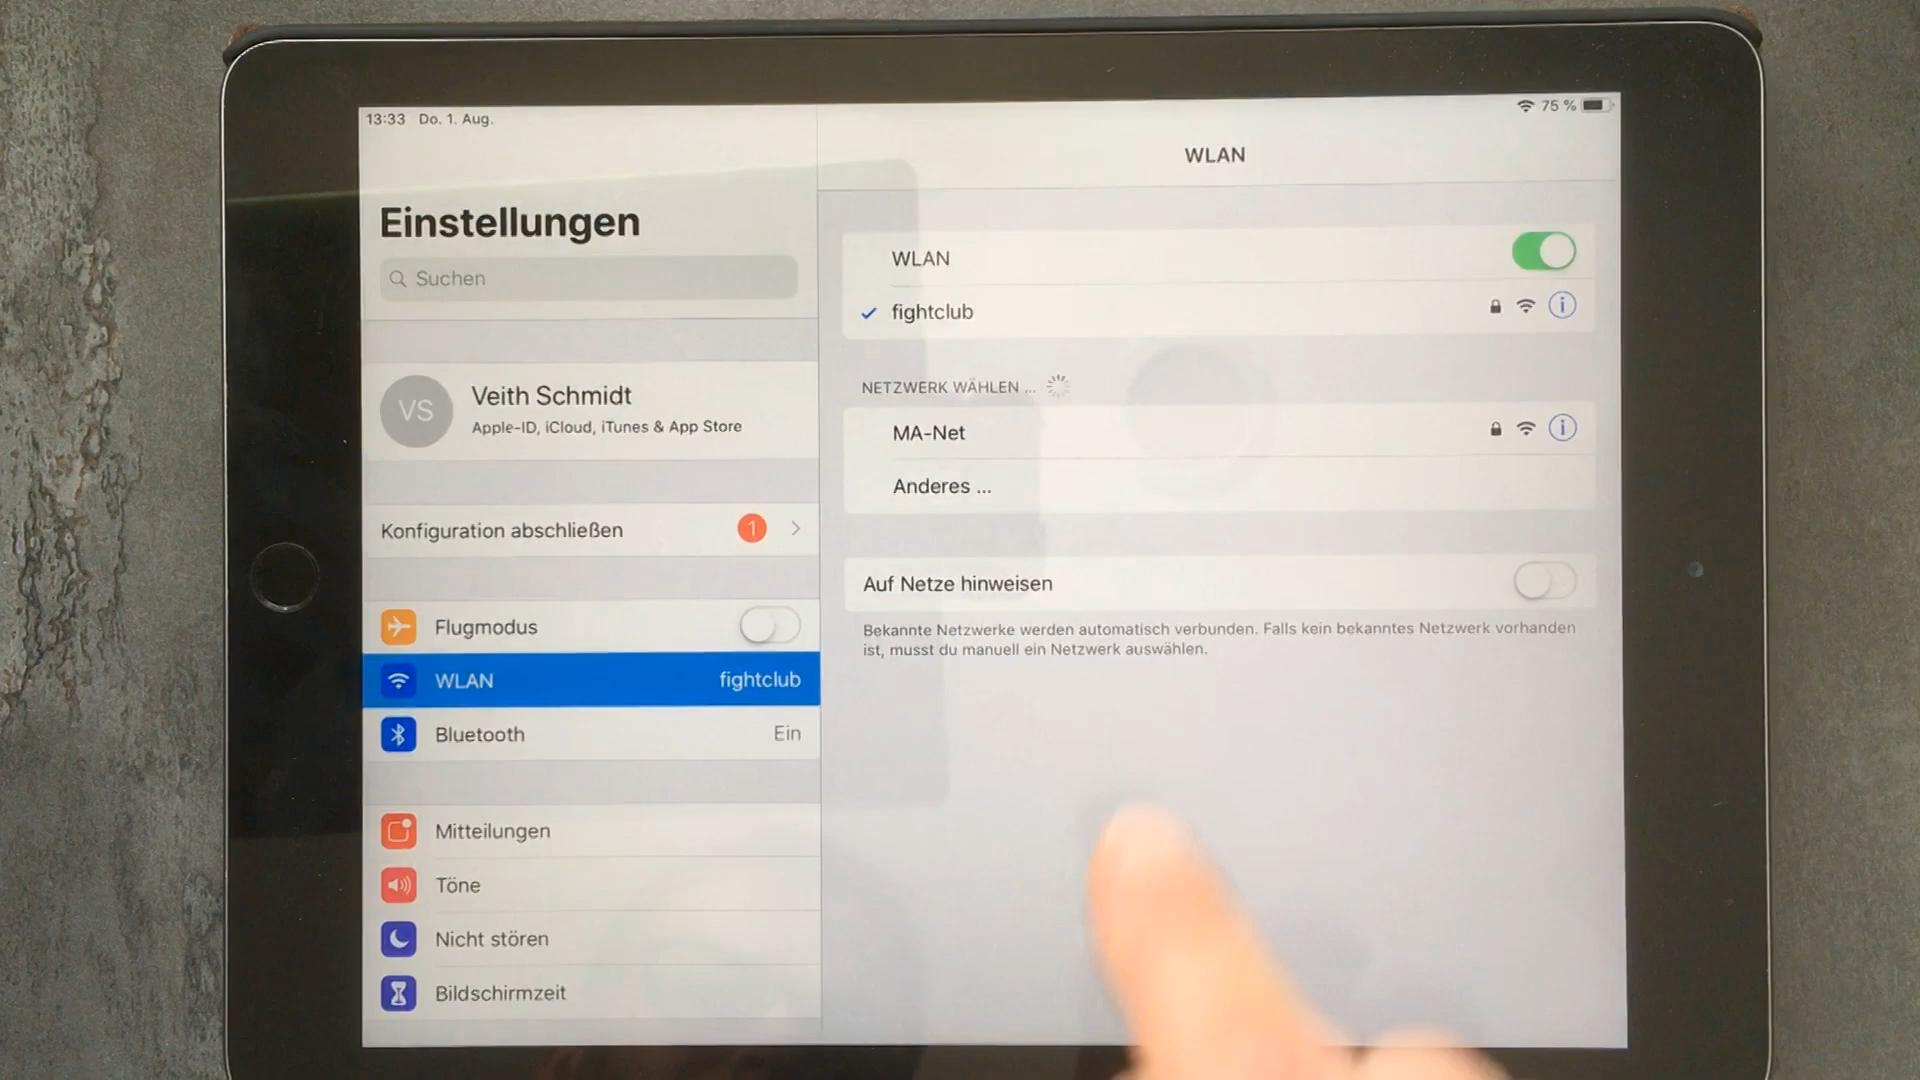 13:33 Do. 1. Aug.
75 %
Einstellungen
Suchen
VS
Veith Schmidt
Apple-ID, iCloud, iTunes & App Store
Konfiguration abschließen 1
Flugmodus
WLAN fightclub
Bluetooth Ein
Mitteilungen
Töne
Nicht stören
Bildschirmzeit
WLAN
WLAN
fightclub
NETZWERK WÄHLEN ...
MA-Net
Anderes ...
Auf Netze hinweisen
Bekannte Netzwerke werden automatisch verbunden. Falls kein bekanntes Netzwerk vorhanden
ist, musst du manuell ein Netzwerk auswählen.